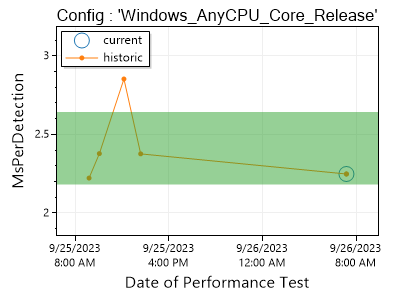 Config : 'Windows_AnyCPU_Core_Release'
current
historic
3
2.5
2
MsPerDetection
9/25/2023 9/25/2023 9/26/2023 9/26/2023
8:00 AM 4:00 PM 12:00 AM 8:00 AM
Date of Performance Test